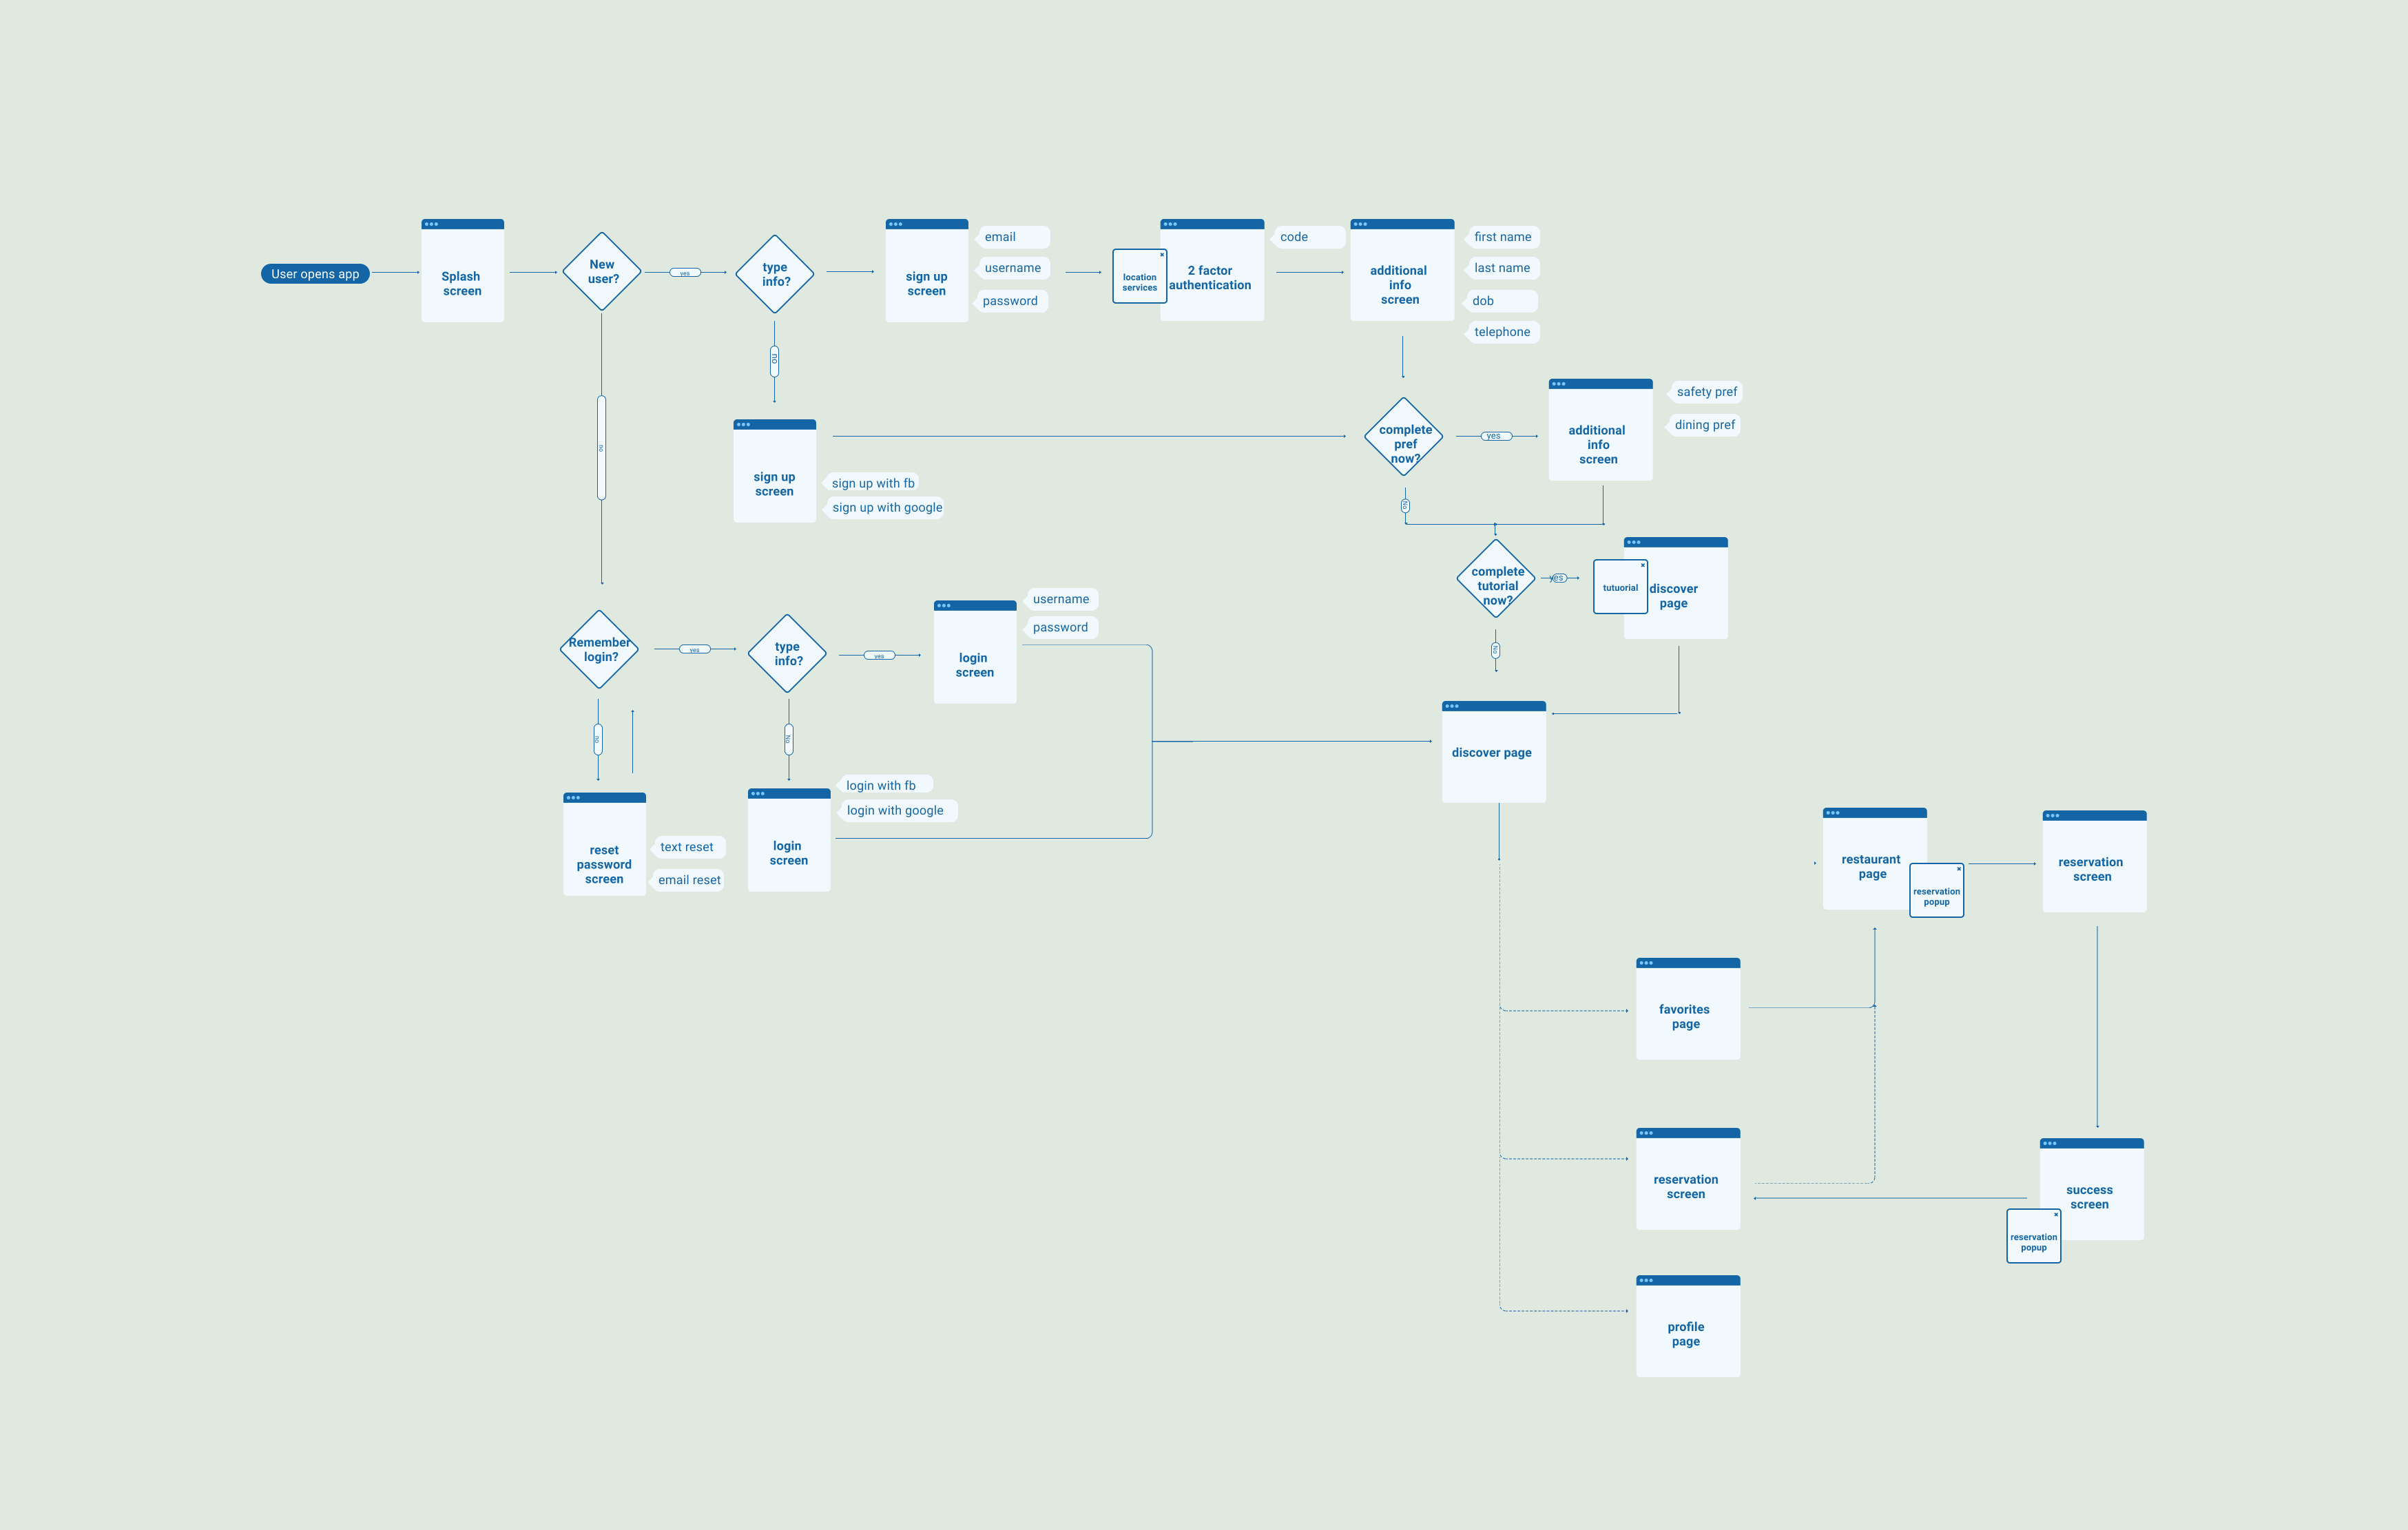 User opens app
Splash
screen
New
user?
yes
type
info?
sign up
screen
email
username
password
location
services
2 factor
authentication
code
additional
info
screen
first name
last name
dob
telephone
no
no
sign up
screen
sign up with fb
sign up with google
complete
pref
now?
yes
additional
info
screen
safety pref
dining pref
No
complete
tutorial
now?
yes
tutuorial
discover
page
No
Remember
login?
yes
type
info?
yes
login
screen
username
password
no
No
reset
password
screen
text reset
email reset
login
screen
login with fb
login with google
discover page
restaurant
page
reservation
popup
reservation
screen
favorites
page
reservation
screen
success
screen
reservation
popup
profile
page